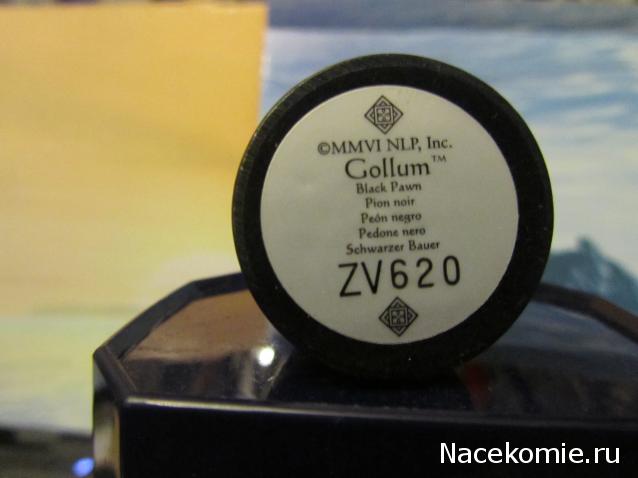 ©MMVI NLP, Inc.
Gollum™
Black Pawn
Pion noir
Peón negro
Pedone nero
Schwarzer Bauer
ZV620
Nacekomie.ru